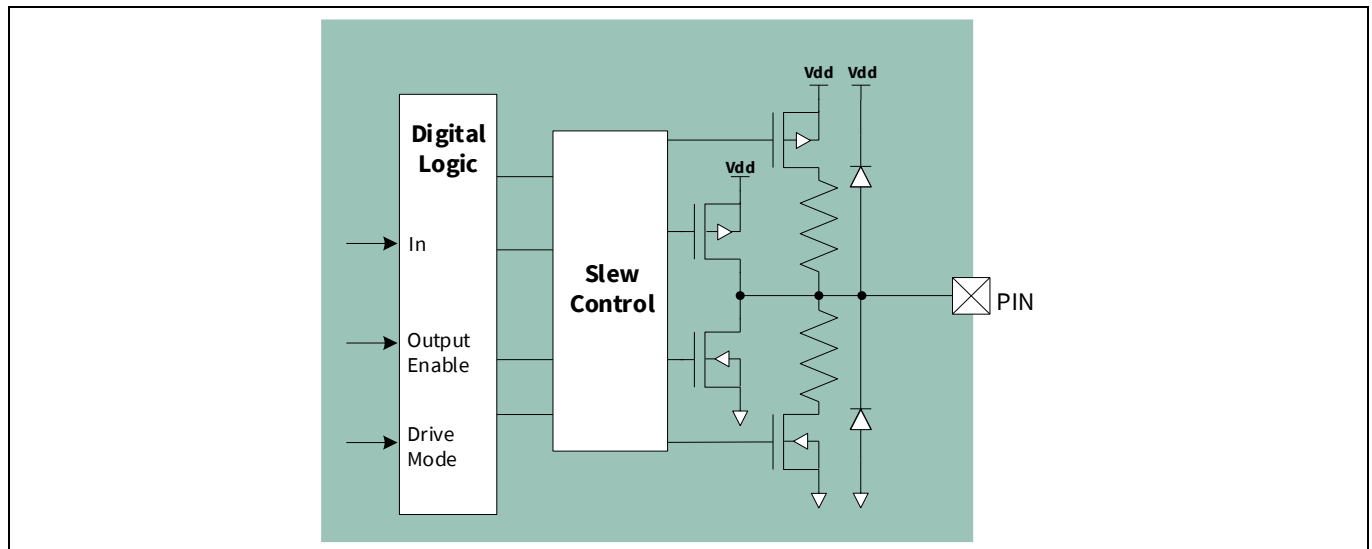 Digital
Logic
In
Output
Enable
Drive
Mode
Slew
Control
Vdd
Vdd
Vdd
PIN